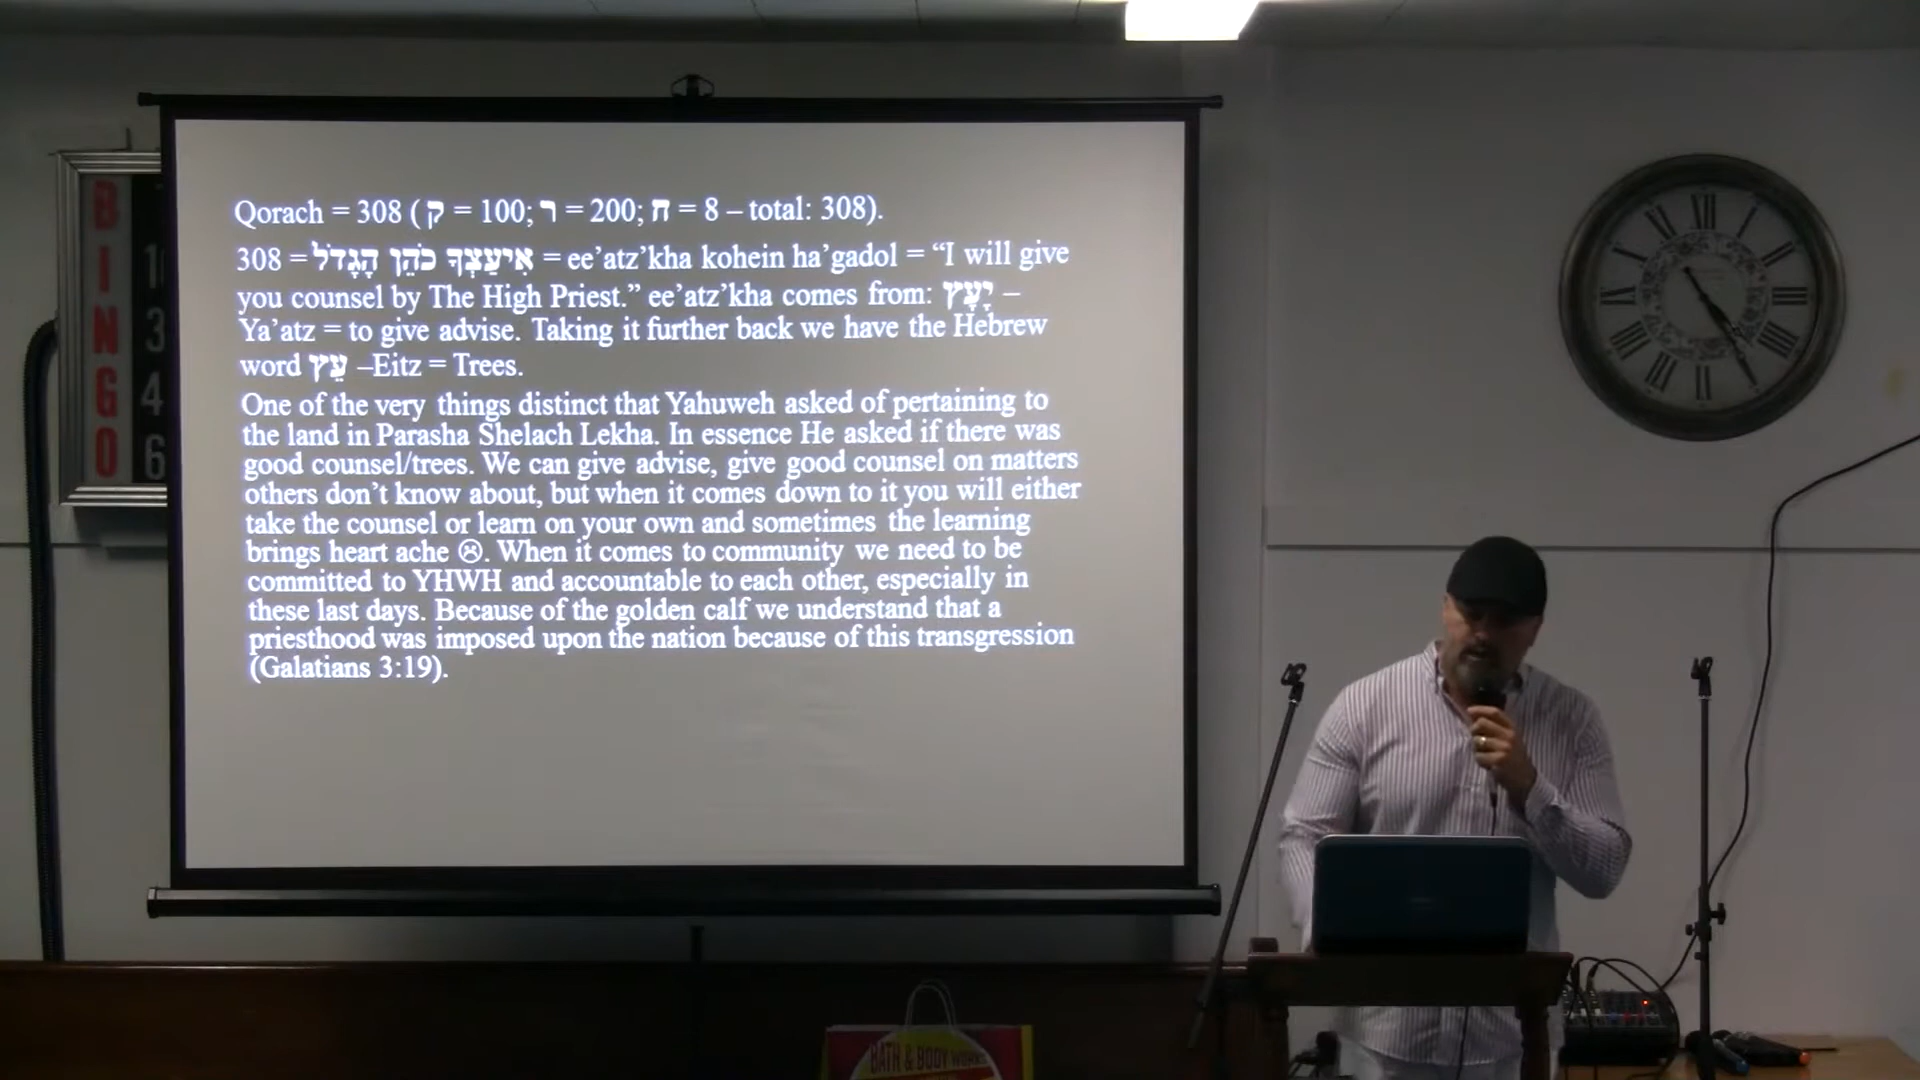 Qorach = 308 ( ק = 100; ר = 200; ח = 8 – total: 308).
308 = אִיעַצְךָ כֹהֵן הָגָדֹל = ee’atz’kha kohein ha’gadol = “I will give
you counsel by The High Priest.” ee’atz’kha comes from: יָעָץ –
Ya’atz = to give advise. Taking it further back we have the Hebrew
word עֵץ –Eitz = Trees.
One of the very things distinct that Yahuweh asked of pertaining to
the land in Parasha Shelach Lekha. In essence He asked if there was
good counsel/trees. We can give advise, give good counsel on matters
others don’t know about, but when it comes down to it you will either
take the counsel or learn on your own and sometimes the learning
brings heart ache ☹. When it comes to community we need to be
committed to YHWH and accountable to each other, especially in
these last days. Because of the golden calf we understand that a
priesthood was imposed upon the nation because of this transgression
(Galatians 3:19).
B
I
N
G
O
3
4
6
BATH & BODY WORKS